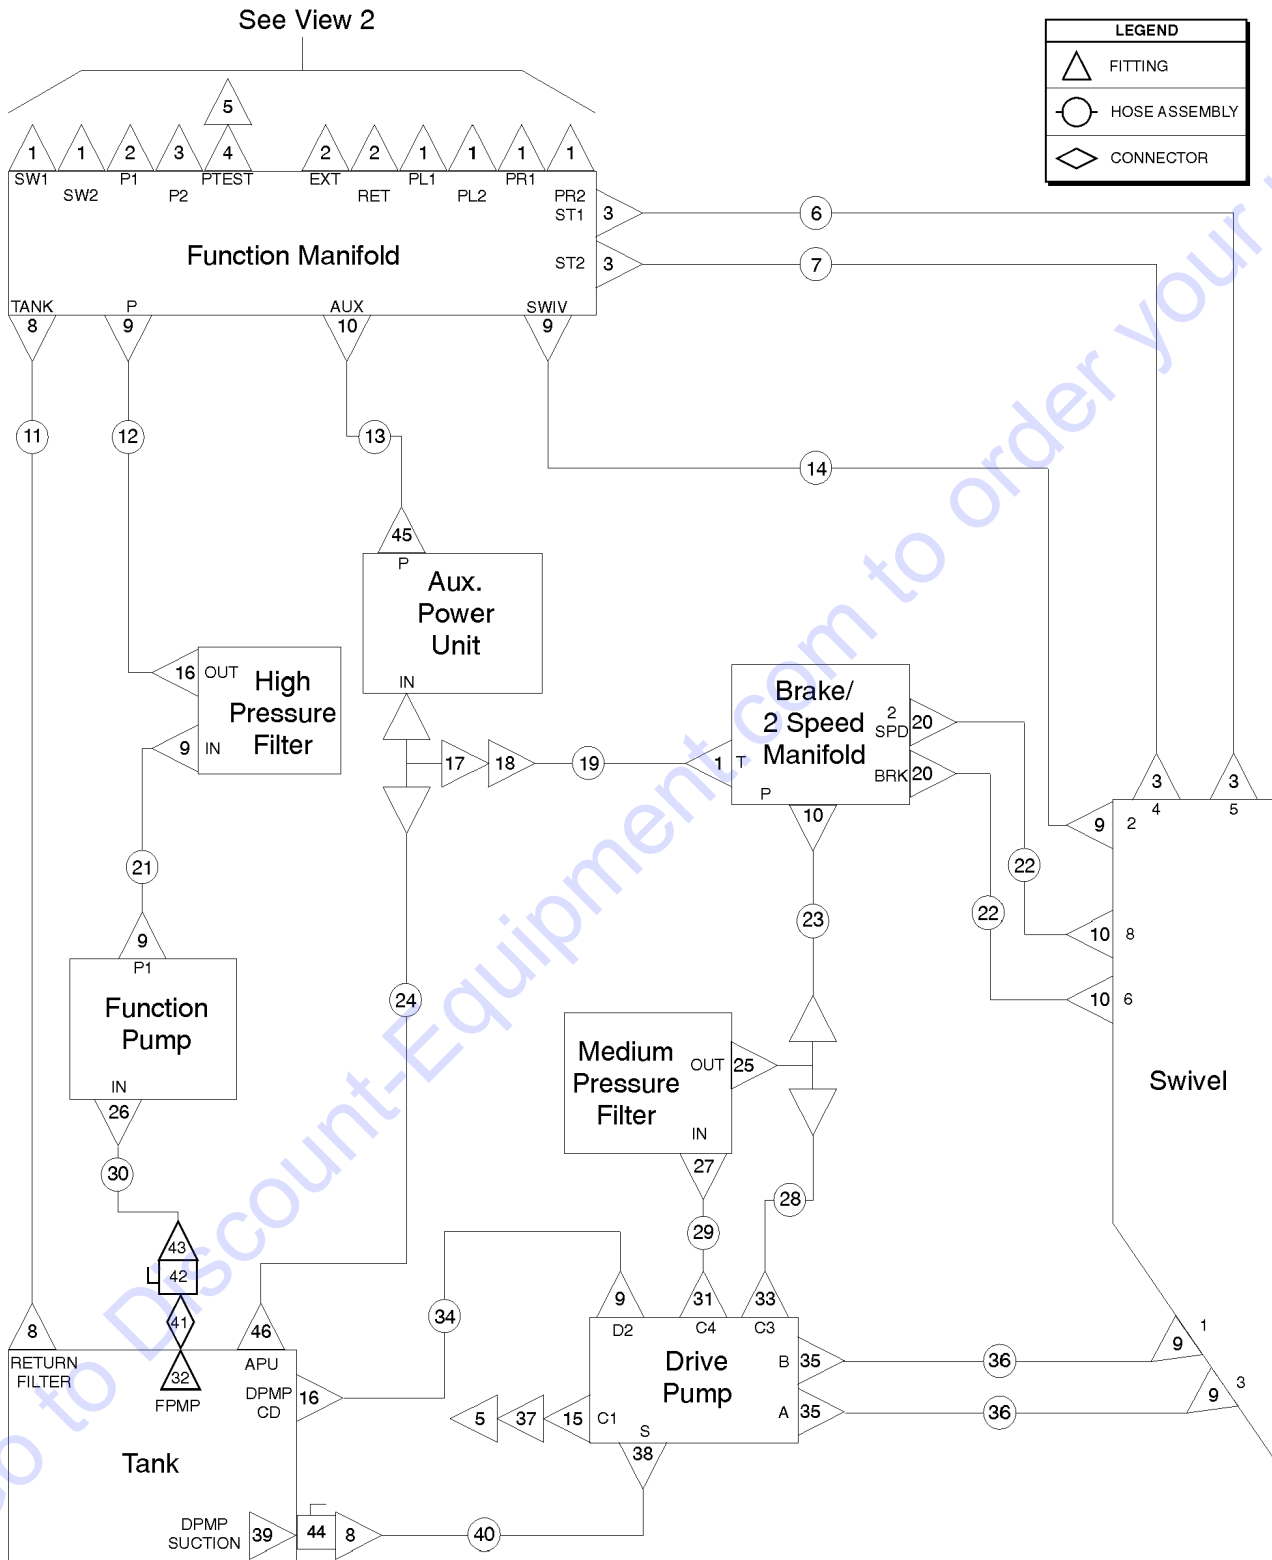 See View 2
LEGEND
FITTING
HOSE ASSEMBLY
CONNECTOR
5
1 1 2 3 4 2 2 1 1 1 1
SW1 SW2 P1 P2 PTEST EXT RET PL1 PL2 PR1 PR2
ST1 3 6
Function Manifold
ST2 3 7
TANK P AUX SWIV
8 9 10 9
11 12 13 14
45
P
Aux.
Power
Unit
IN
16 OUT
High
Pressure
Filter
9 IN
17 18 19 1 T
Brake/
2 Speed
Manifold
2
SPD 20
BRK 20
P
10
3 3
4 5
9 2
22
22
10 8
10 6
21
23
9
P1
Function
Pump
IN
26
24
Medium
Pressure
Filter
OUT 25
IN
27
Swivel
30
28
29
43
42
41
32
FPMP
8
RETURN
FILTER
46
APU
DPMP
CD 16
34
9 31 33
D2 C4 C3
Drive
Pump
B 35 36 9 1
A 35 36 9 3
5 37 15 C1
S
38
Tank
DPMP
SUCTION 39 44 8 40
to Discount-Equipment.com to order your